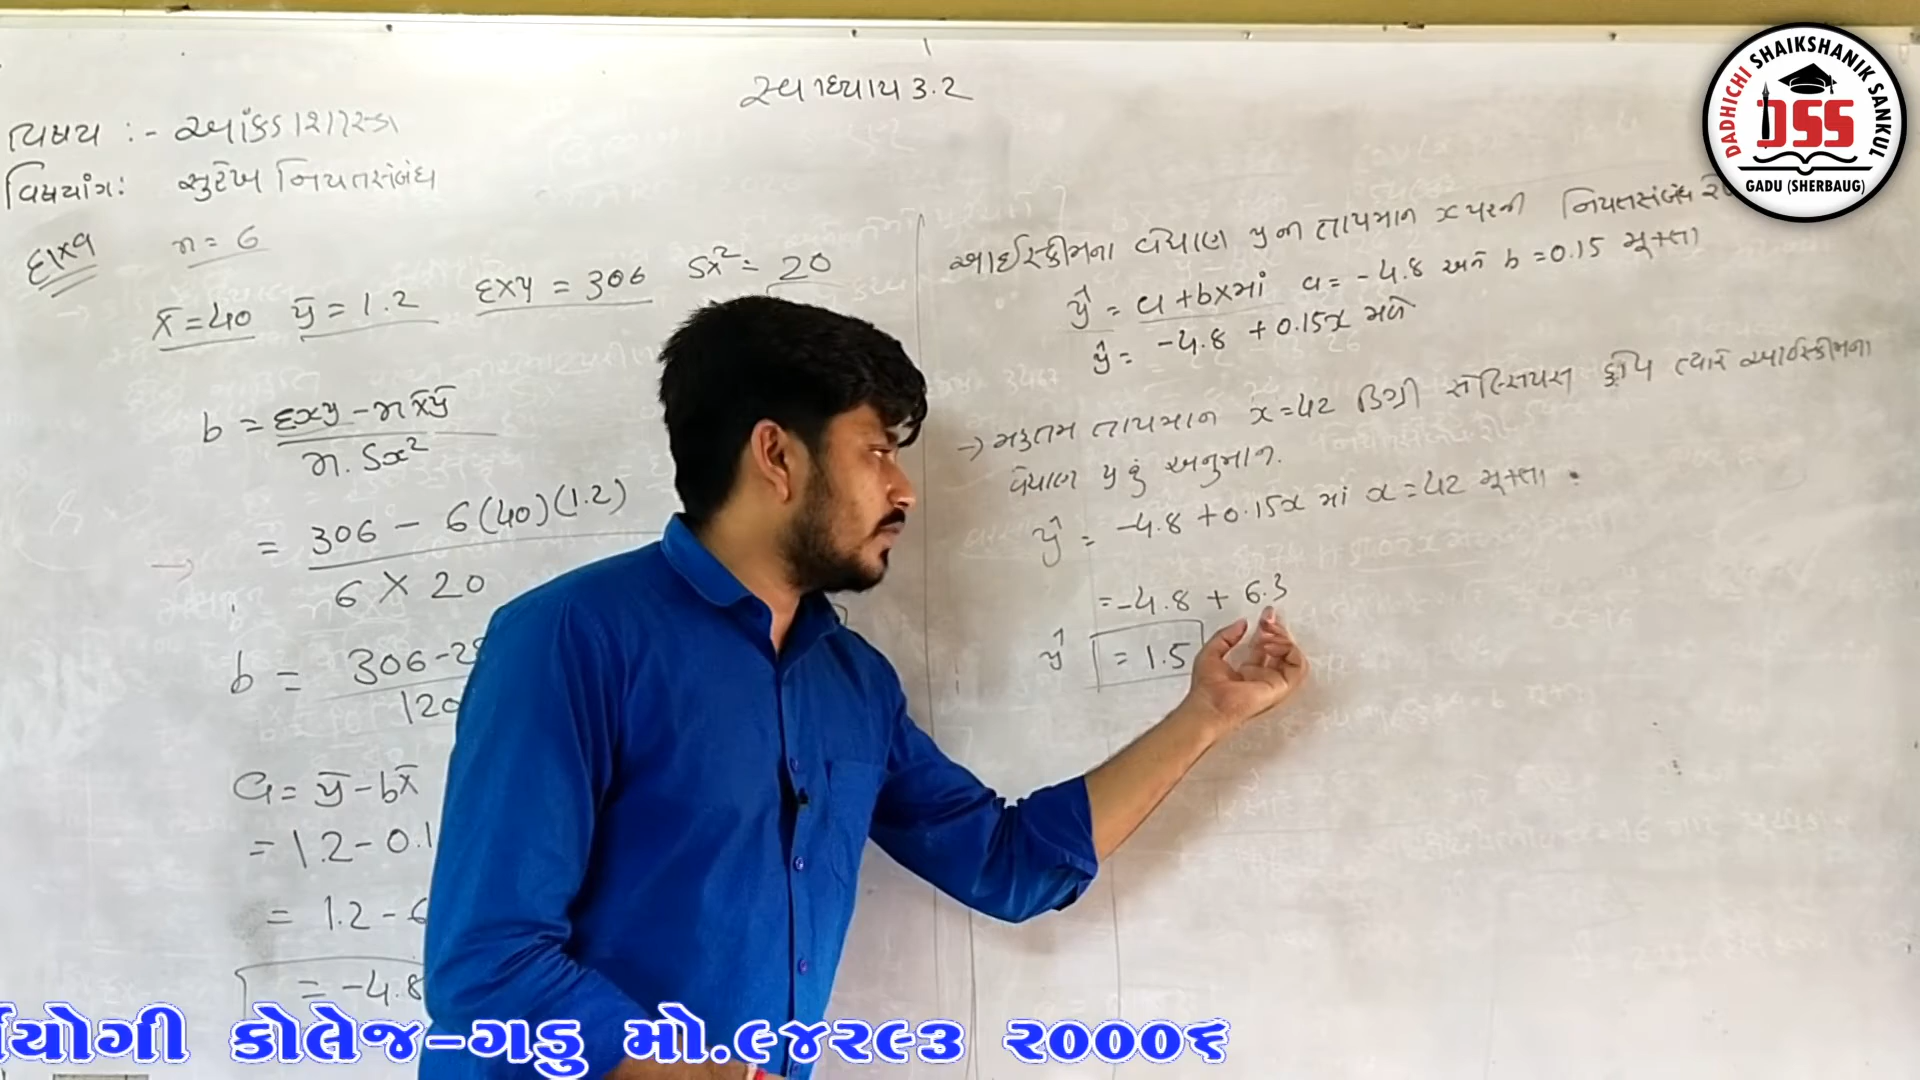 સ્વાધ્યાય 3.2
વિષય :- આંકડાશાસ્ત્ર
વિષયાંગ: સુરેખ નિયતસંબંધ
દા×૧ n = 6
x̄ = 40 ȳ = 1.2 Σxy = 306 Sx² = 20
b = Σxy - n x̄ȳ
n. Sx²
= 306 - 6(40)(1.2)
6 X 20
b = 306 - 2
120
a = ȳ - bx̄
= 1.2 - 0.1
= 1.2 - 6
= -4.8
આઈસ્ક્રીમના વેચાણ y ના તાપમાન x પરની નિયતસંબંધ
ŷ = a + bx માં a = -4.8 અને b = 0.15 મૂકતા
ŷ = -4.8 + 0.15x મળે
→ મહત્તમ તાપમાન x = 42 ડિગ્રી સેલ્સિયસ હોય ત્યારે આઈસ્ક્રીમના
વેચાણ y નું અનુમાન.
ŷ = -4.8 + 0.15x માં x = 42 મૂકતા .
= -4.8 + 6.3
ŷ = 1.5
DADHICHI SHAIKSHANIK SANKUL
DSS
GADU (SHERBAUG)
યોગી કોલેજ-ગડુ મો.૯૪૨૯૩ ૨૦૦૦૬